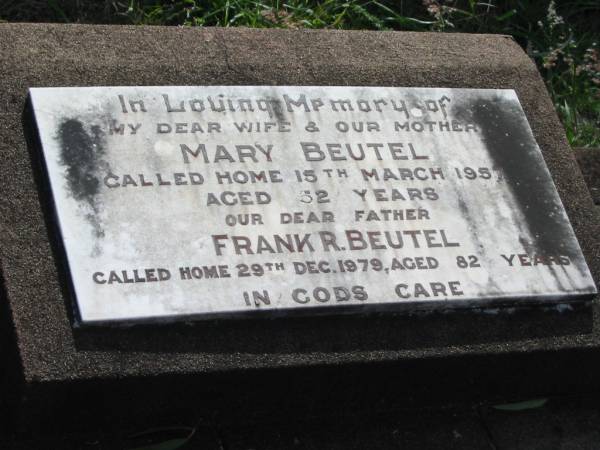 In Loving Memory of
MY DEAR WIFE & OUR MOTHER
MARY BEUTEL
CALLED HOME 15TH MARCH
AGED YEARS
OUR DEAR FATHER
FRANK R. BEUTEL
CALLED HOME 29TH DEC. 1979, AGED 82 YEARS
IN GODS CARE